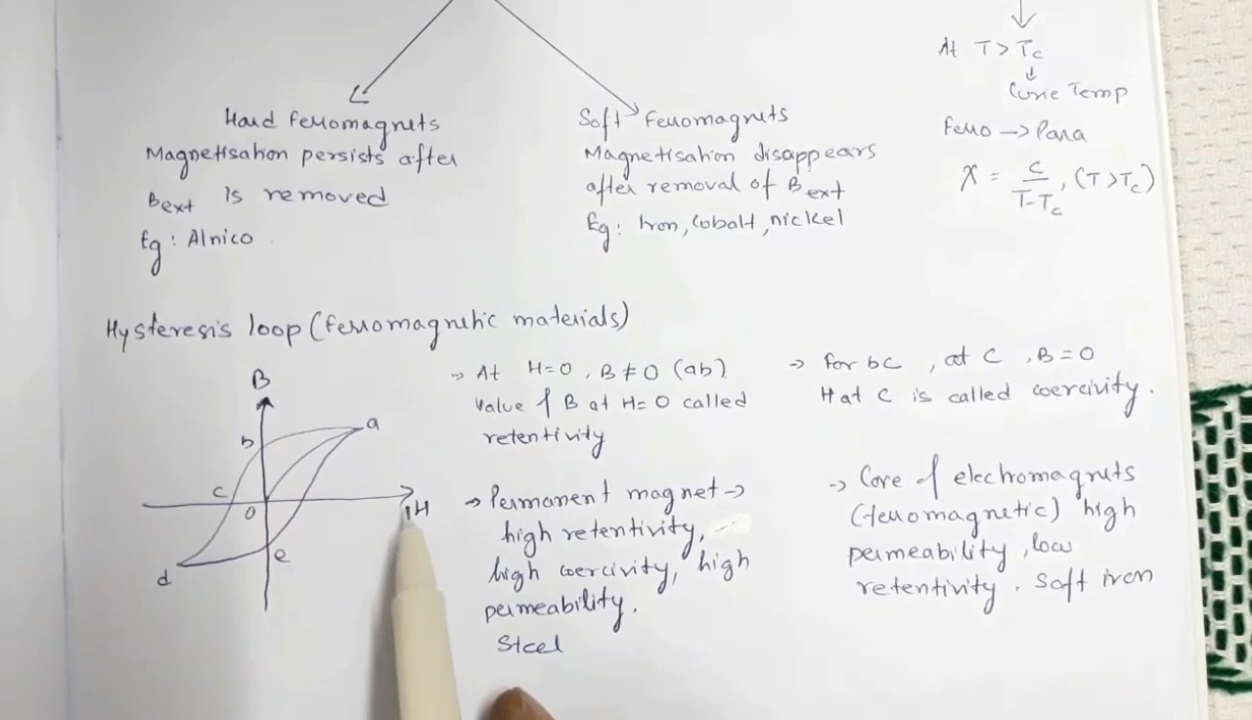 At T > Tc
Curie Temp
Ferro → Para
χ = C / T-Tc , (T>Tc)
Hard ferromagnets
Magnetisation persists after
Bext is removed
Eg : Alnico
Soft Ferromagnets
Magnetisation disappears
after removal of Bext
Eg : Iron, Cobalt, nickel
Hysteresis loop (ferromagnetic materials)
B
b
a
c
O
H
d
e
→ At H=0, B≠0 (ab)
Value of B at H=0 called
retentivity
→ for bc , at c , B=0
H at C is called coercivity.
→ Permanent magnet →
high retentivity,
high coercivity, high
permeability.
Steel
→ Core of electromagnets
(ferromagnetic) high
permeability, low
retentivity. Soft iron